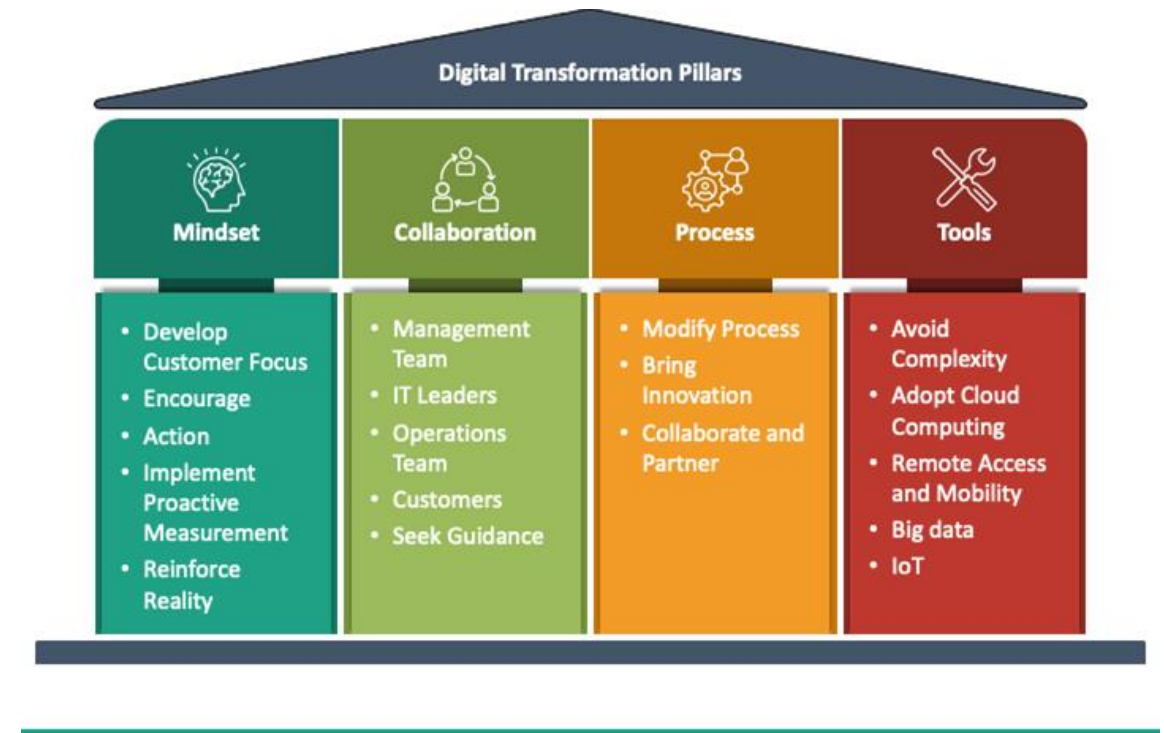 Digital Transformation Pillars
Mindset
• Develop
Customer Focus
• Encourage
• Action
• Implement
Proactive
Measurement
• Reinforce
Reality
Collaboration
• Management
Team
• IT Leaders
• Operations
Team
• Customers
• Seek Guidance
Process
• Modify Process
• Bring
Innovation
• Collaborate and
Partner
Tools
• Avoid
Complexity
• Adopt Cloud
Computing
• Remote Access
and Mobility
• Big data
• IoT